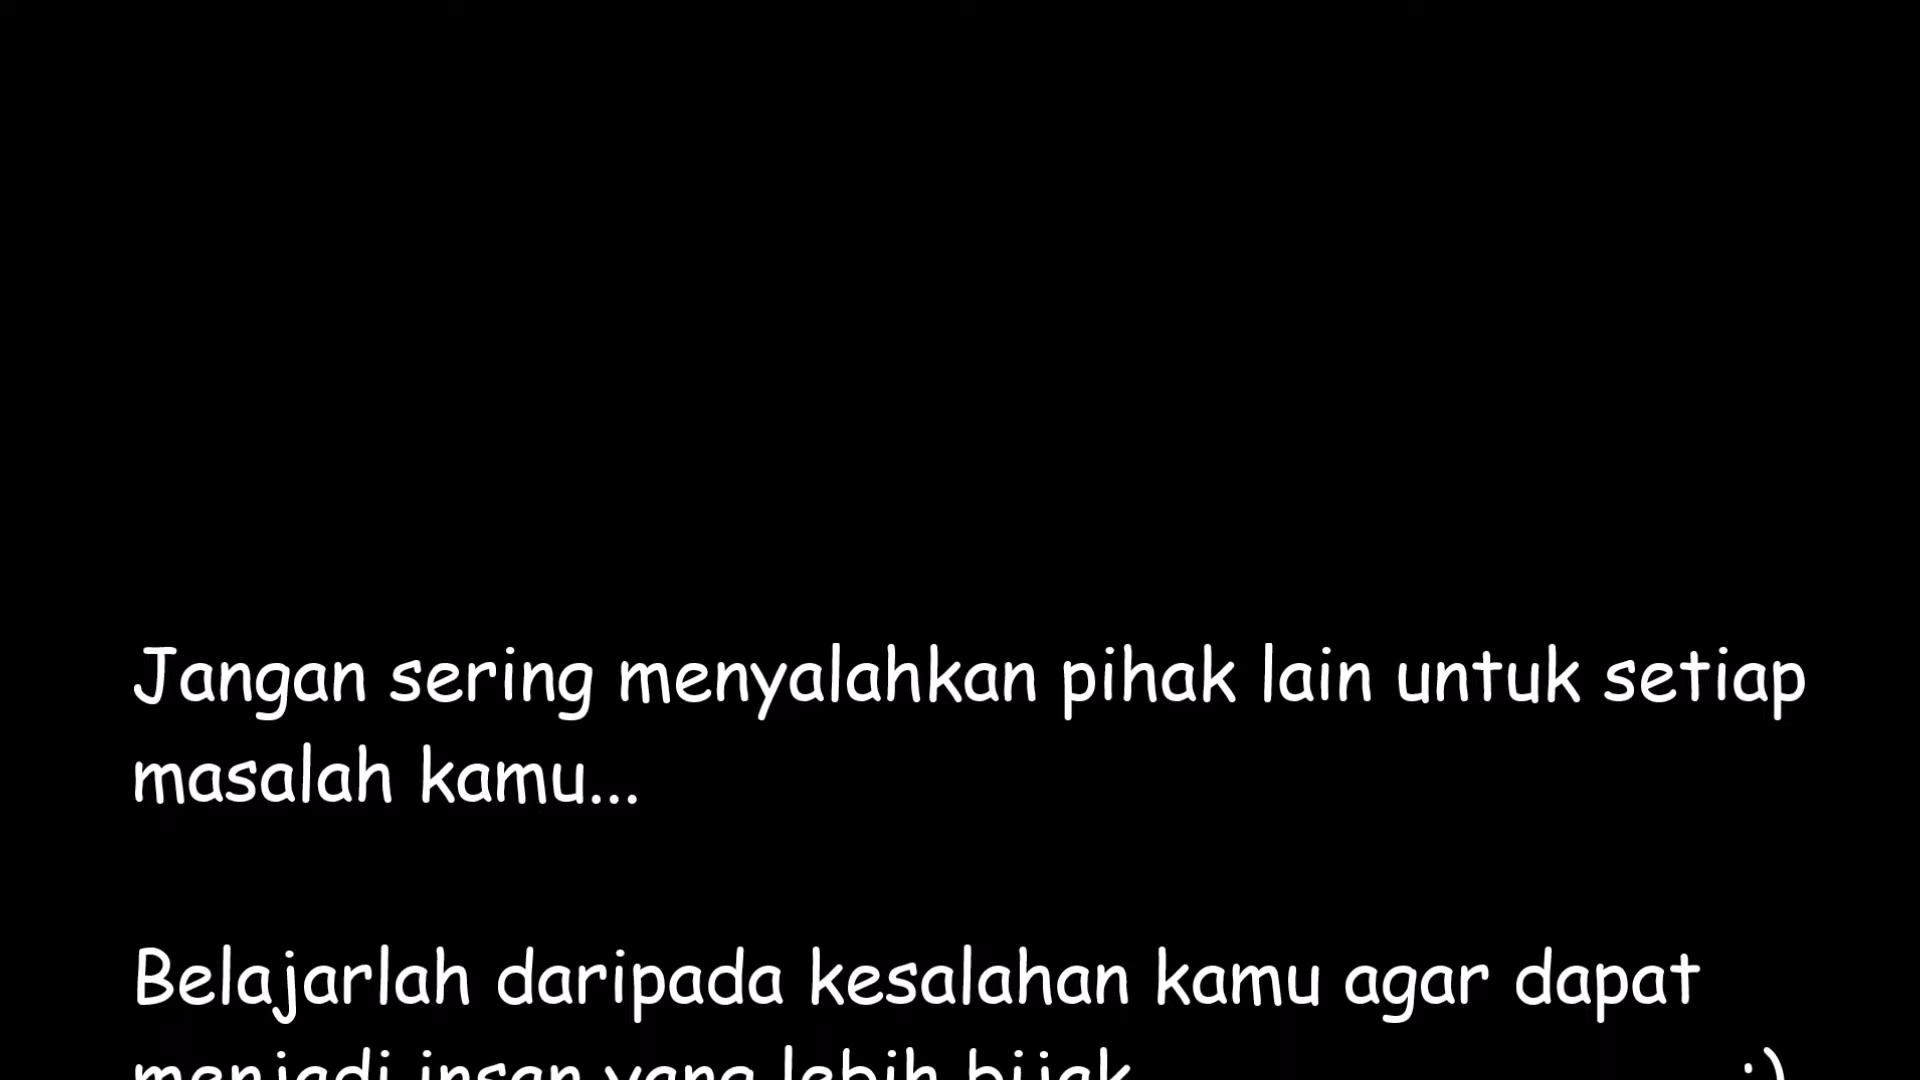 Jangan sering menyalahkan pihak lain untuk setiap
masalah kamu...
Belajarlah daripada kesalahan kamu agar dapat
menjadi insan yang lebih bijak :)